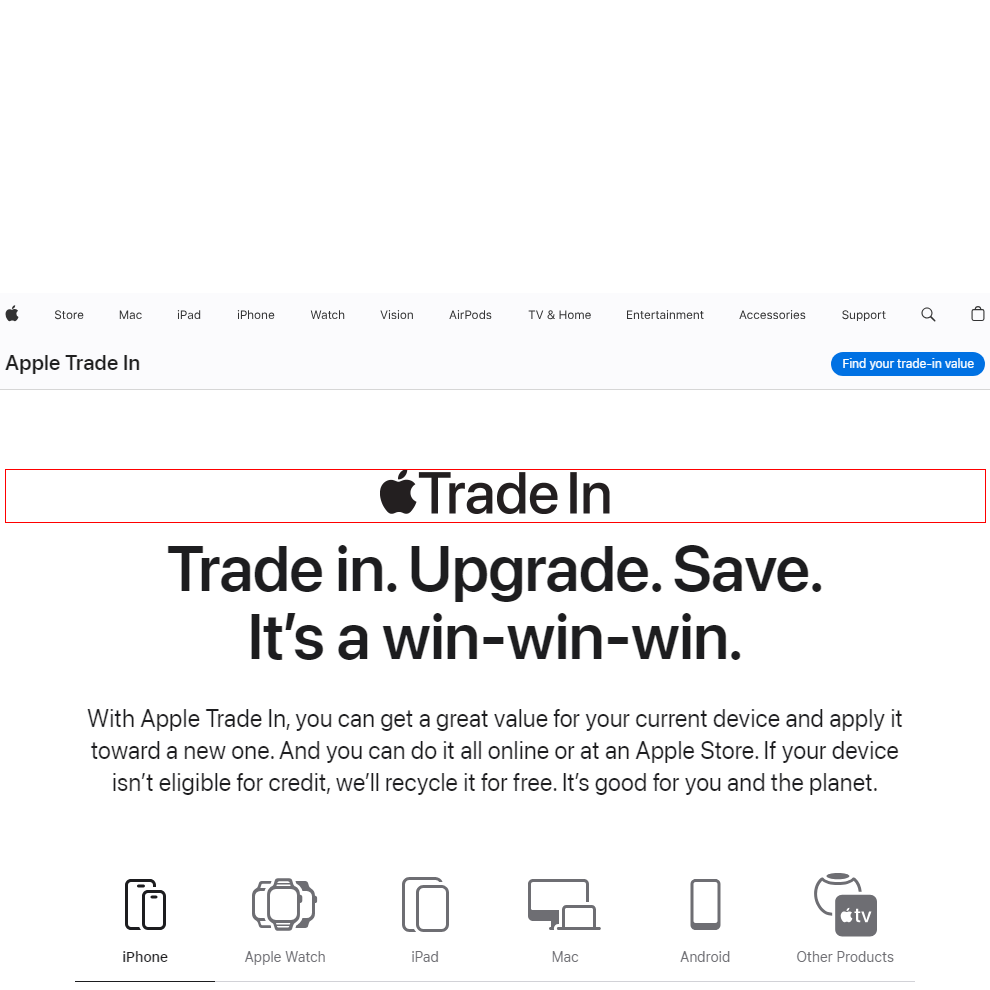 Store Mac iPad iPhone Watch Vision AirPods TV & Home Entertainment Accessories Support
Apple Trade In
Find your trade-in value
Trade In
Trade in. Upgrade. Save.
It’s a win-win-win.
With Apple Trade In, you can get a great value for your current device and apply it
toward a new one. And you can do it all online or at an Apple Store. If your device
isn’t eligible for credit, we’ll recycle it for free. It’s good for you and the planet.
tv
iPhone Apple Watch iPad Mac Android Other Products